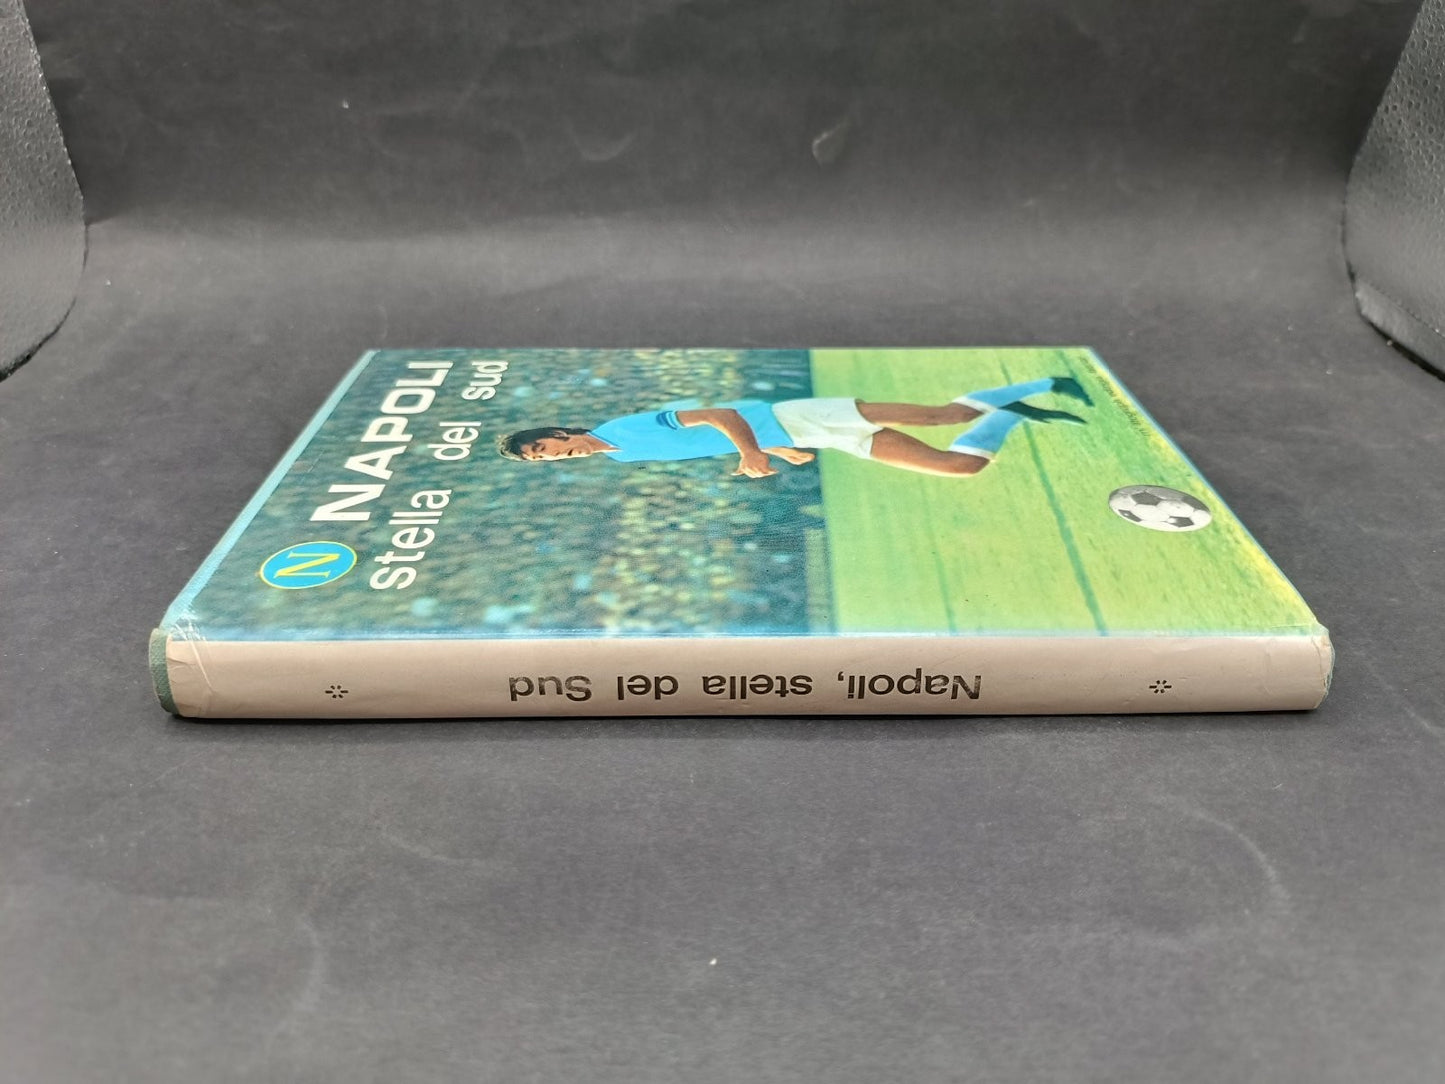 N
NAPOLI
stella del sud
Napoli, stella del Sud